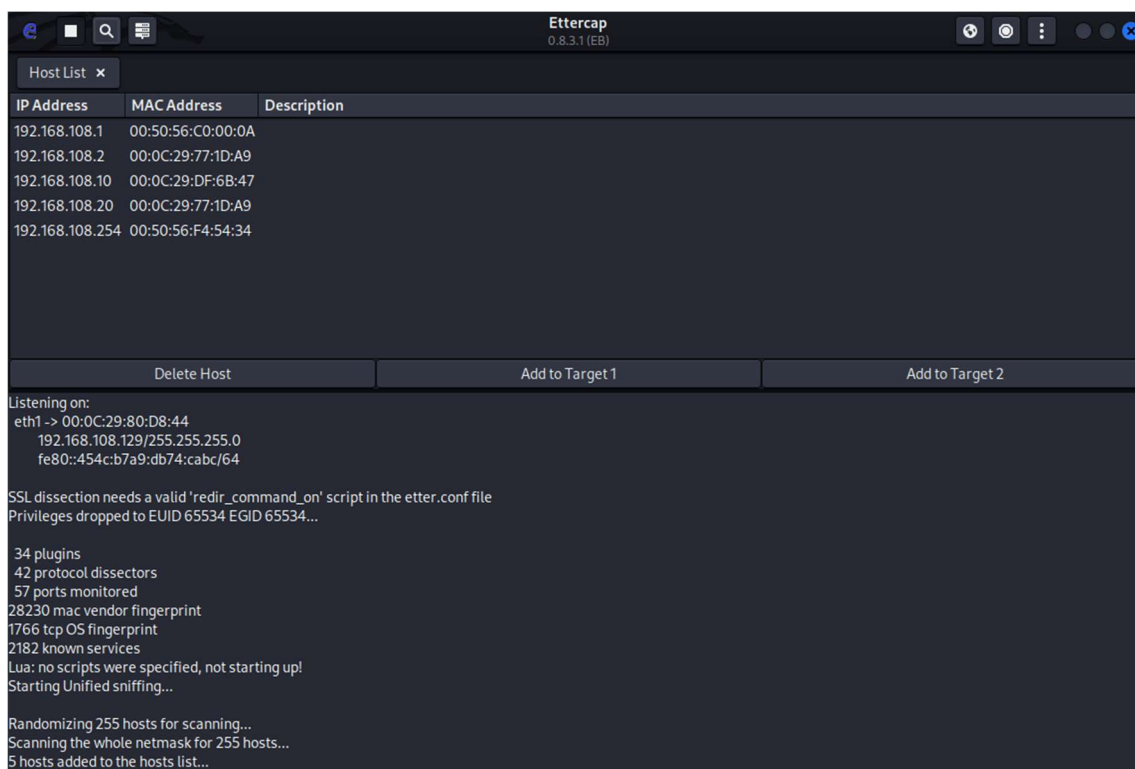 Ettercap
0.8.3.1 (EB)
Host List ×
IP Address MAC Address Description
192.168.108.1 00:50:56:C0:00:0A
192.168.108.2 00:0C:29:77:1D:A9
192.168.108.10 00:0C:29:DF:6B:47
192.168.108.20 00:0C:29:77:1D:A9
192.168.108.254 00:50:56:F4:54:34
Delete Host Add to Target 1 Add to Target 2
Listening on:
eth1 -> 00:0C:29:80:D8:44
192.168.108.129/255.255.255.0
fe80::454c:b7a9:db74:cabc/64
SSL dissection needs a valid 'redir_command_on' script in the etter.conf file
Privileges dropped to EUID 65534 EGID 65534...
34 plugins
42 protocol dissectors
57 ports monitored
28230 mac vendor fingerprint
1766 tcp OS fingerprint
2182 known services
Lua: no scripts were specified, not starting up!
Starting Unified sniffing...
Randomizing 255 hosts for scanning...
Scanning the whole netmask for 255 hosts...
5 hosts added to the hosts list...